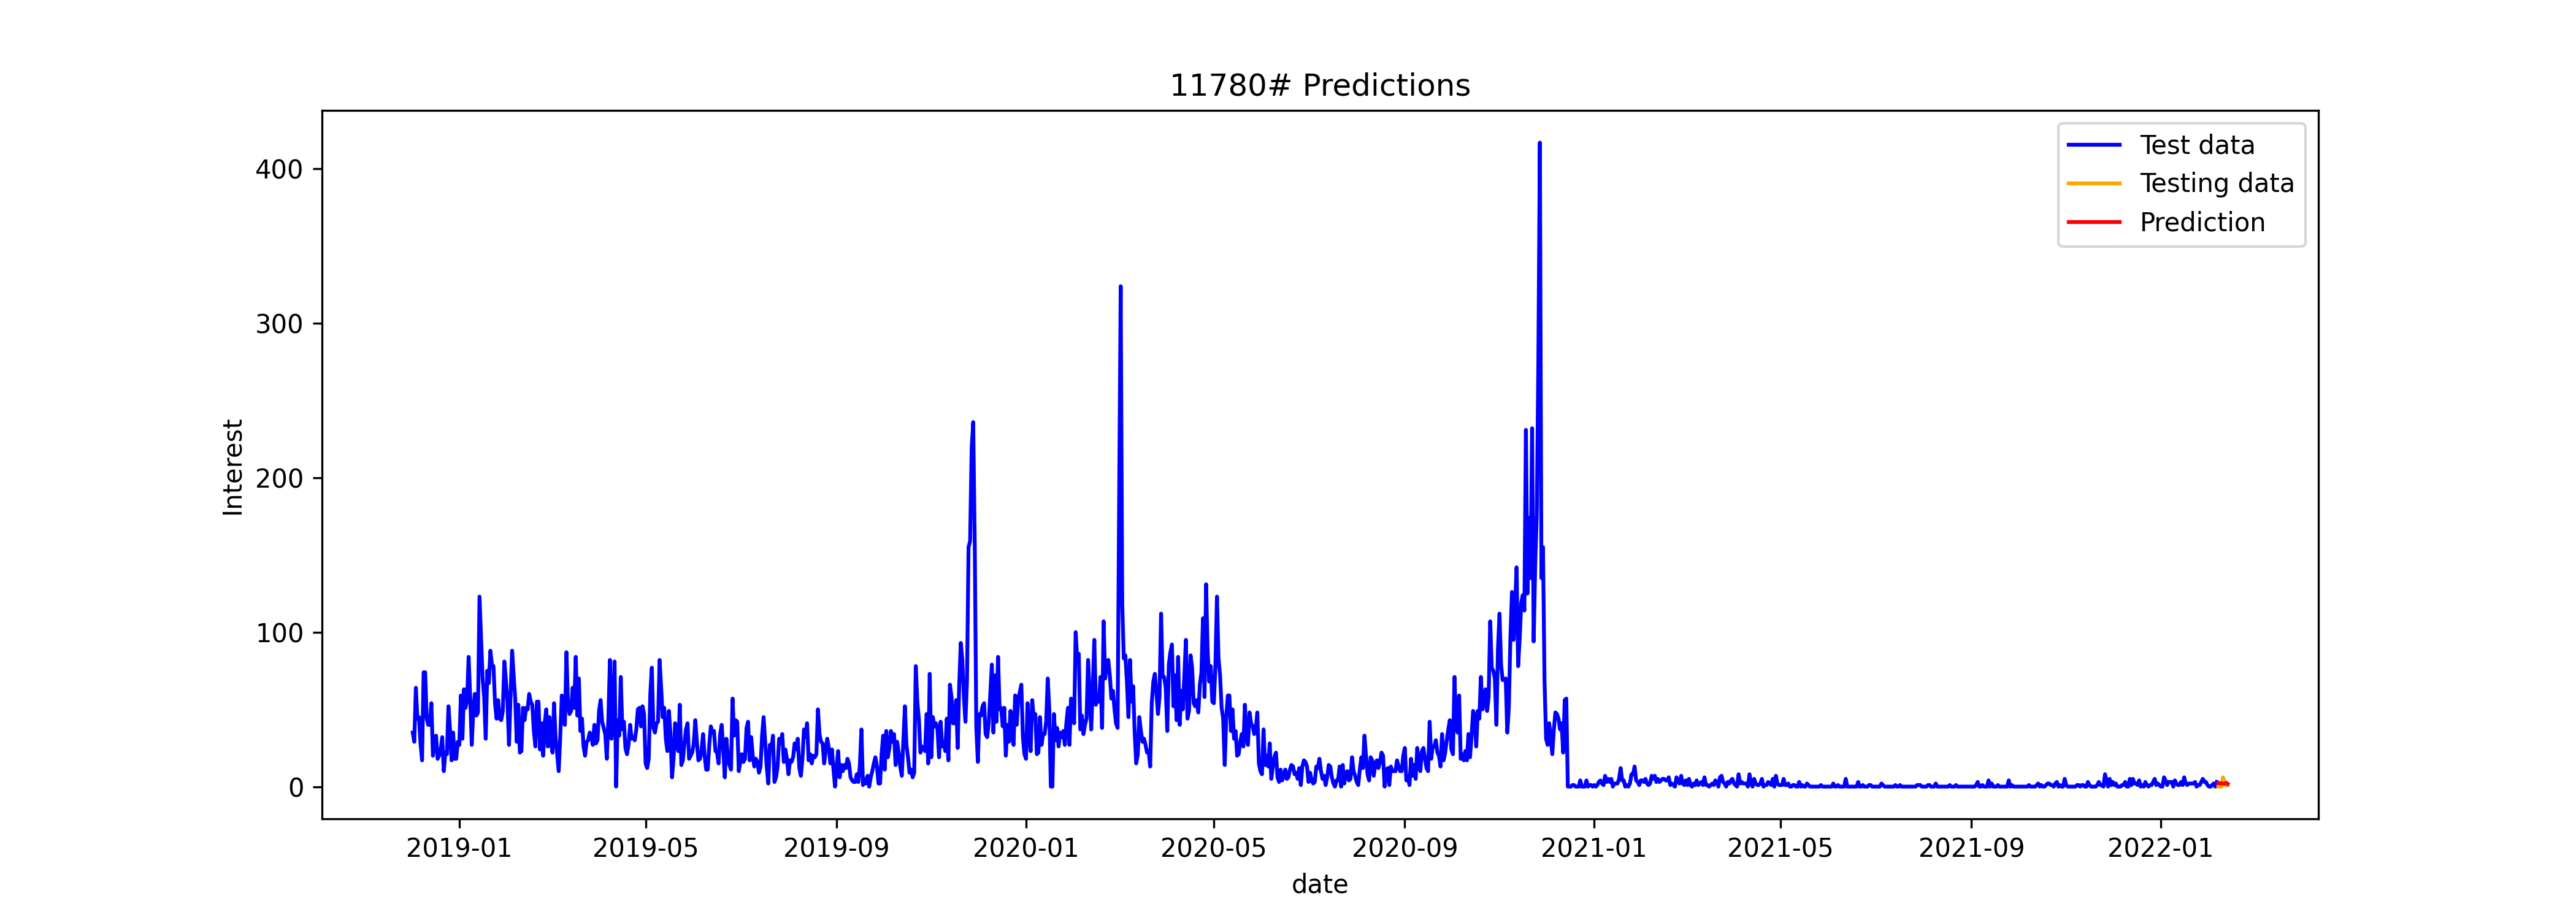 11780# Predictions
Test data
Testing data
Prediction
400
300
200
100
0
Interest
2019-01 2019-05 2019-09 2020-01 2020-05 2020-09 2021-01 2021-05 2021-09 2022-01
date